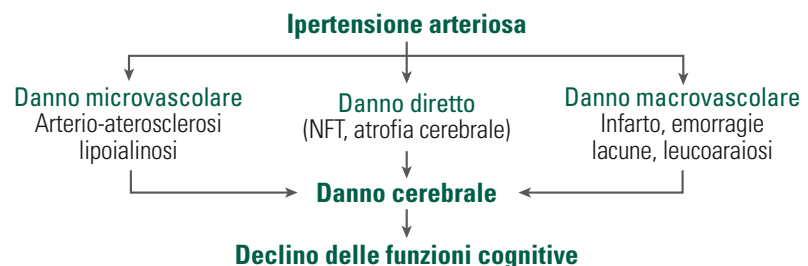 Ipertensione arteriosa
Danno microvascolare
Arterio-aterosclerosi
lipoialinosi
Danno diretto
(NFT, atrofia cerebrale)
Danno macrovascolare
Infarto, emorragie
lacune, leucoaraiosi
Danno cerebrale
Declino delle funzioni cognitive